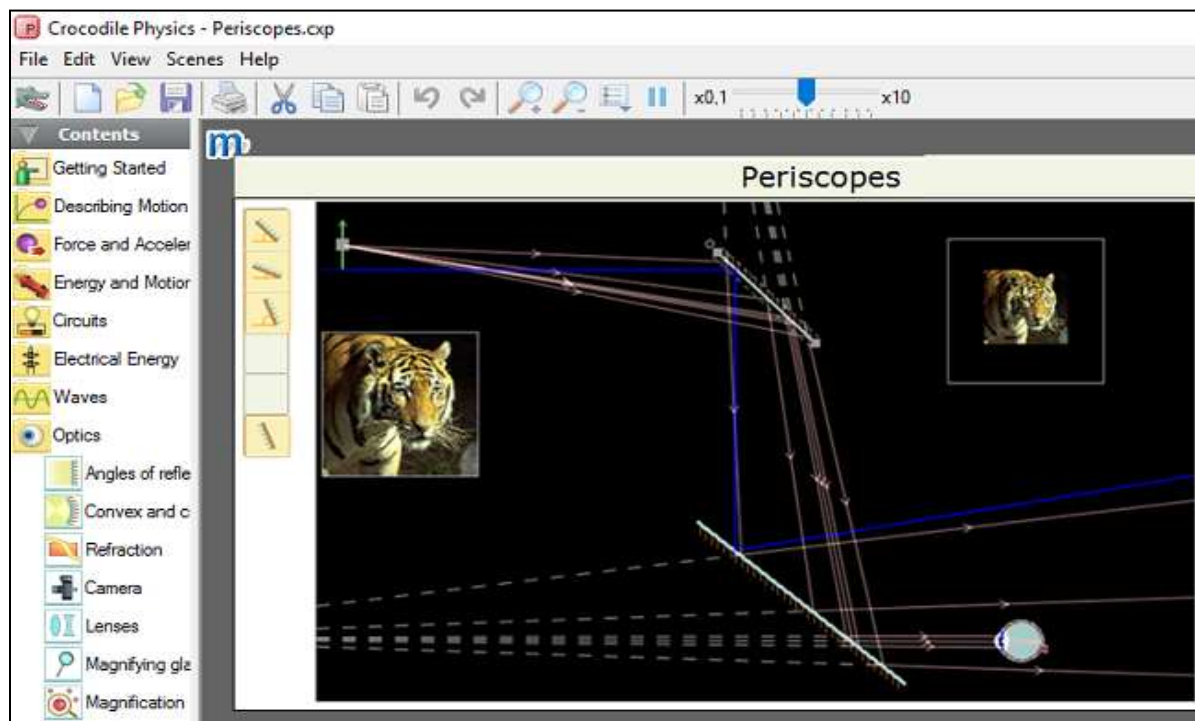 Crocodile Physics - Periscopes.cxp
File Edit View Scenes Help
x0,1 x10
Contents
Getting Started
Describing Motion
Force and Acceler
Energy and Motior
Circuits
Electrical Energy
Waves
Optics
Angles of refle
Convex and c
Refraction
Camera
Lenses
Magnifying gla
Magnification
m
Periscopes